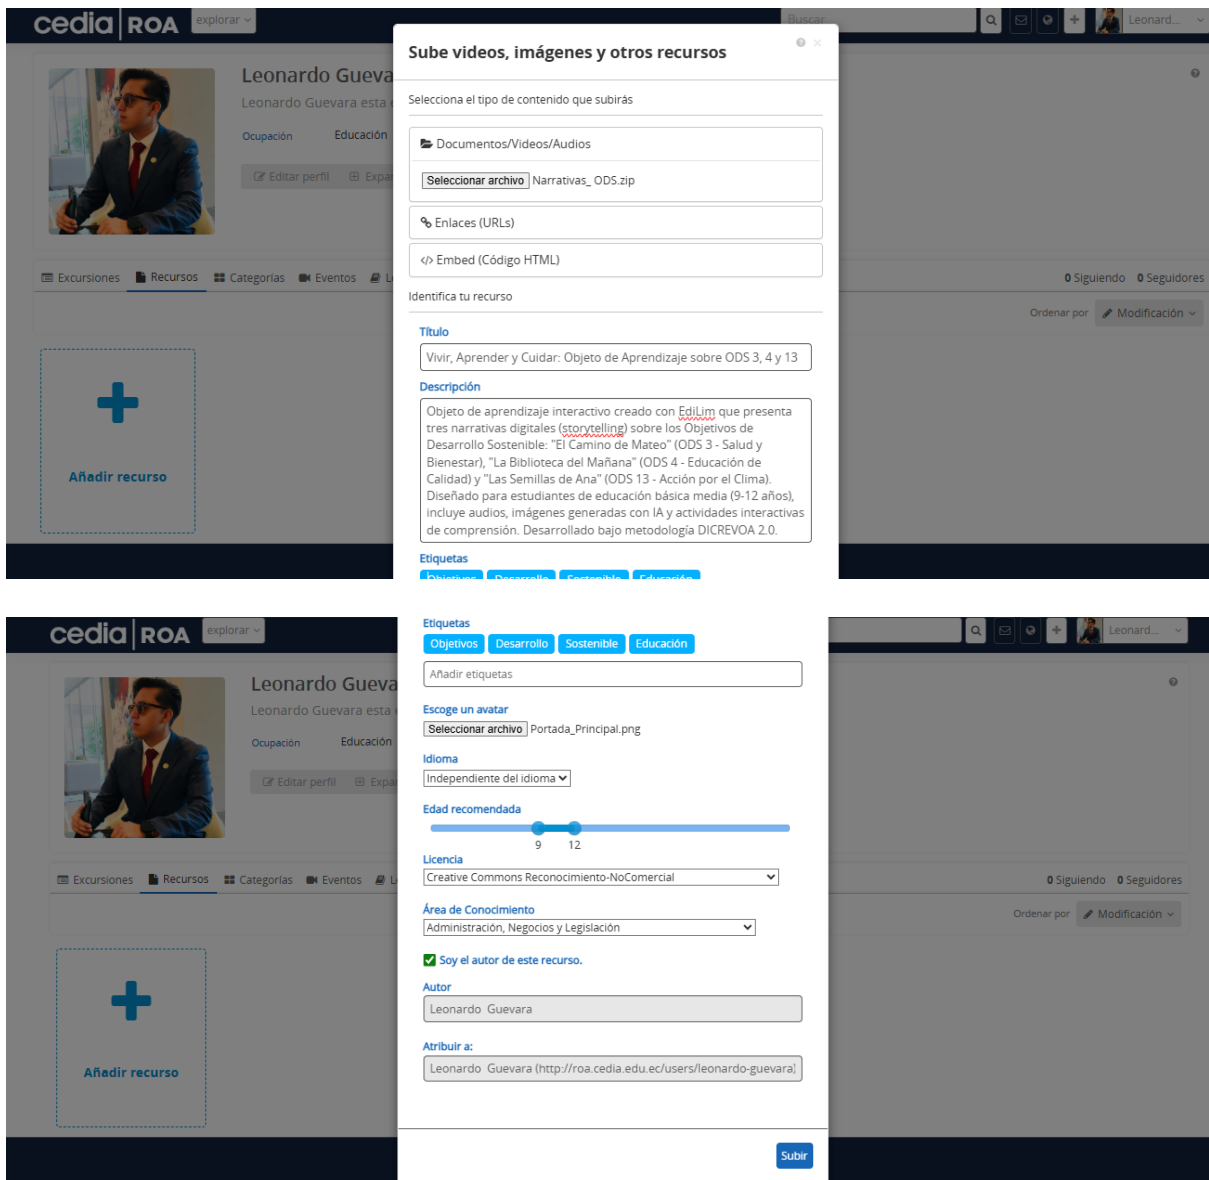 cedia ROA explorar Buscar... Leonard...
Sube videos, imágenes y otros recursos
Leonardo Gueva
Leonardo Guevara esta
Ocupación Educación
Editar perfil Expa
Selecciona el tipo de contenido que subirás
Documentos/Videos/Audios
Seleccionar archivo Narrativas_ ODS.zip
Enlaces (URLs)
Embed (Código HTML)
Excursiones Recursos Categorías Eventos L
0 Siguiendo 0 Seguidores
Identifica tu recurso
Ordenar por Modificación
Título
Vivir, Aprender y Cuidar: Objeto de Aprendizaje sobre ODS 3, 4 y 13
Descripción
Objeto de aprendizaje interactivo creado con EdiLim que presenta
tres narrativas digitales (storytelling) sobre los Objetivos de
Desarrollo Sostenible: "El Camino de Mateo" (ODS 3 - Salud y
Bienestar), "La Biblioteca del Mañana" (ODS 4 - Educación de
Calidad) y "Las Semillas de Ana" (ODS 13 - Acción por el Clima).
Diseñado para estudiantes de educación básica media (9-12 años),
incluye audios, imágenes generadas con IA y actividades interactivas
de comprensión. Desarrollado bajo metodología DICREVOA 2.0.
Añadir recurso
Etiquetas
Objetivos Desarrollo Sostenible Educación
cedia ROA explorar Leonard...
Etiquetas
Objetivos Desarrollo Sostenible Educación
Añadir etiquetas
Leonardo Gueva
Leonardo Guevara esta
Ocupación Educación
Editar perfil Expa
Escoge un avatar
Seleccionar archivo Portada_Principal.png
Idioma
Independiente del idioma
Edad recomendada
9 12
Licencia
Creative Commons Reconocimiento-NoComercial
Excursiones Recursos Categorías Eventos L
0 Siguiendo 0 Seguidores
Ordenar por Modificación
Área de Conocimiento
Administración, Negocios y Legislación
Soy el autor de este recurso.
Autor
Leonardo Guevara
Atribuir a:
Leonardo Guevara (http://roa.cedia.edu.ec/users/leonardo-guevara)
Añadir recurso
Subir